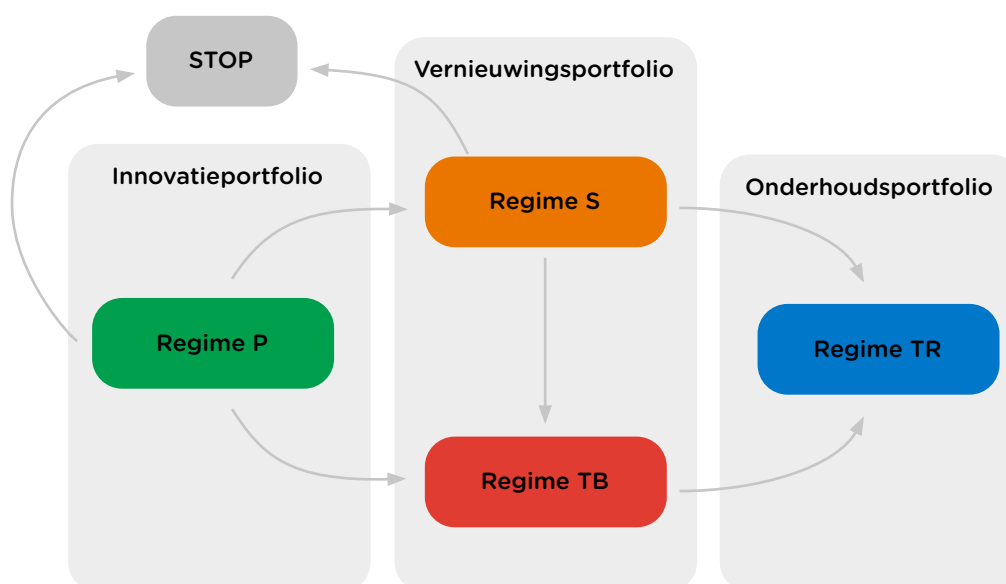 STOP
Vernieuwingsportfolio
Innovatieportfolio
Regime S
Onderhoudsportfolio
Regime P
Regime TR
Regime TB